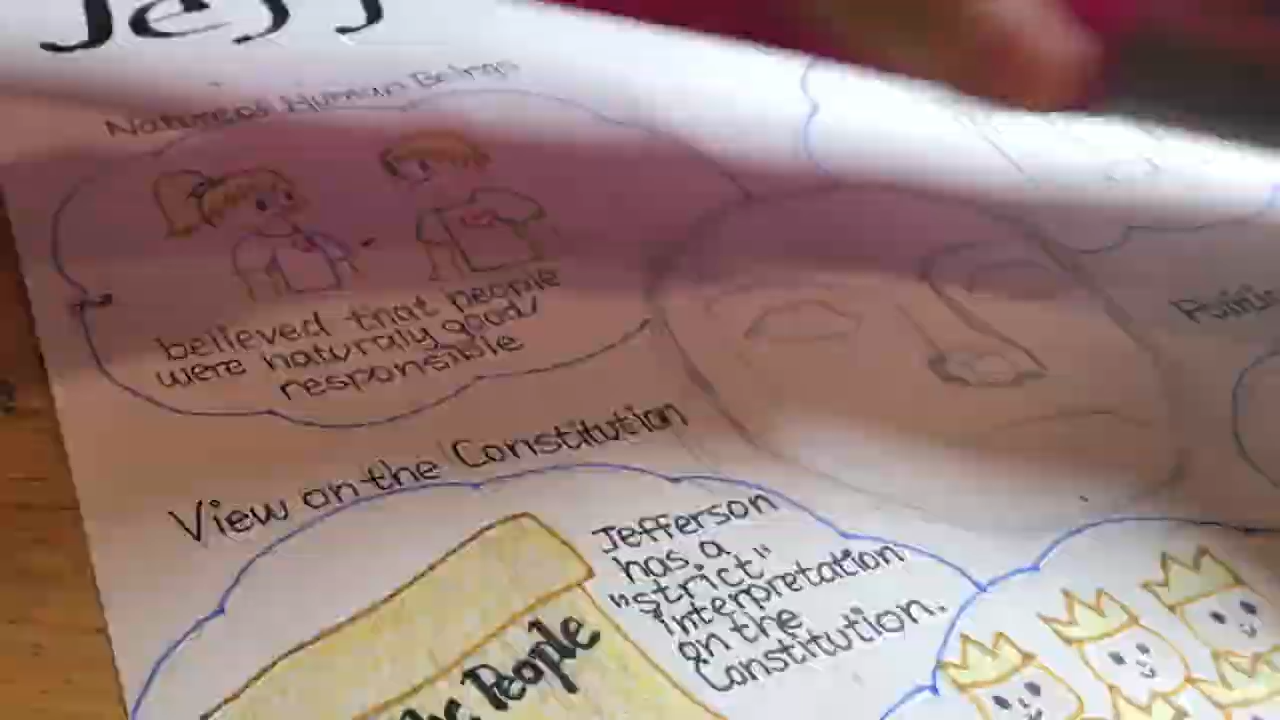 Jeff
Nature of Human Beings
believed that people
were naturaly good/
responsible
View on the Constitution
Jefferson
has a
"strict"
interpretation
on the
Constitution.
People